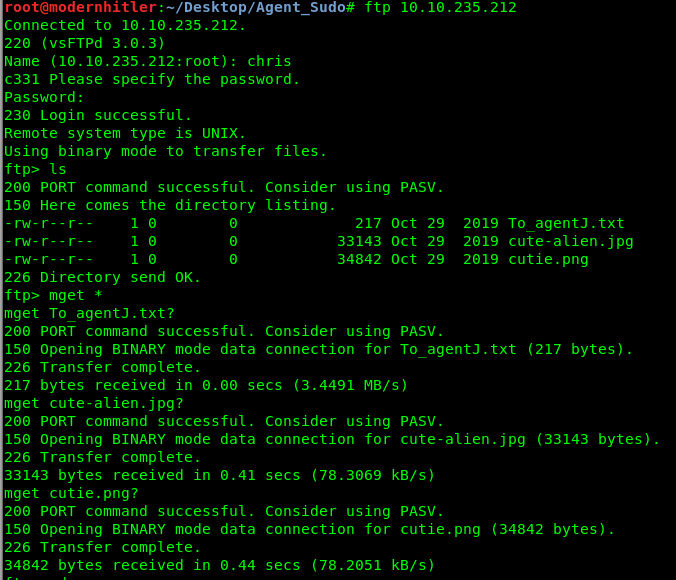 root@modernhitler:~/Desktop/Agent_Sudo# ftp 10.10.235.212
Connected to 10.10.235.212.
220 (vsFTPd 3.0.3)
Name (10.10.235.212:root): chris
c331 Please specify the password.
Password:
230 Login successful.
Remote system type is UNIX.
Using binary mode to transfer files.
ftp> ls
200 PORT command successful. Consider using PASV.
150 Here comes the directory listing.
-rw-r--r--    1 0        0             217 Oct 29  2019 To_agentJ.txt
-rw-r--r--    1 0        0           33143 Oct 29  2019 cute-alien.jpg
-rw-r--r--    1 0        0           34842 Oct 29  2019 cutie.png
226 Directory send OK.
ftp> mget *
mget To_agentJ.txt?
200 PORT command successful. Consider using PASV.
150 Opening BINARY mode data connection for To_agentJ.txt (217 bytes).
226 Transfer complete.
217 bytes received in 0.00 secs (3.4491 MB/s)
mget cute-alien.jpg?
200 PORT command successful. Consider using PASV.
150 Opening BINARY mode data connection for cute-alien.jpg (33143 bytes).
226 Transfer complete.
33143 bytes received in 0.41 secs (78.3069 kB/s)
mget cutie.png?
200 PORT command successful. Consider using PASV.
150 Opening BINARY mode data connection for cutie.png (34842 bytes).
226 Transfer complete.
34842 bytes received in 0.44 secs (78.2051 kB/s)